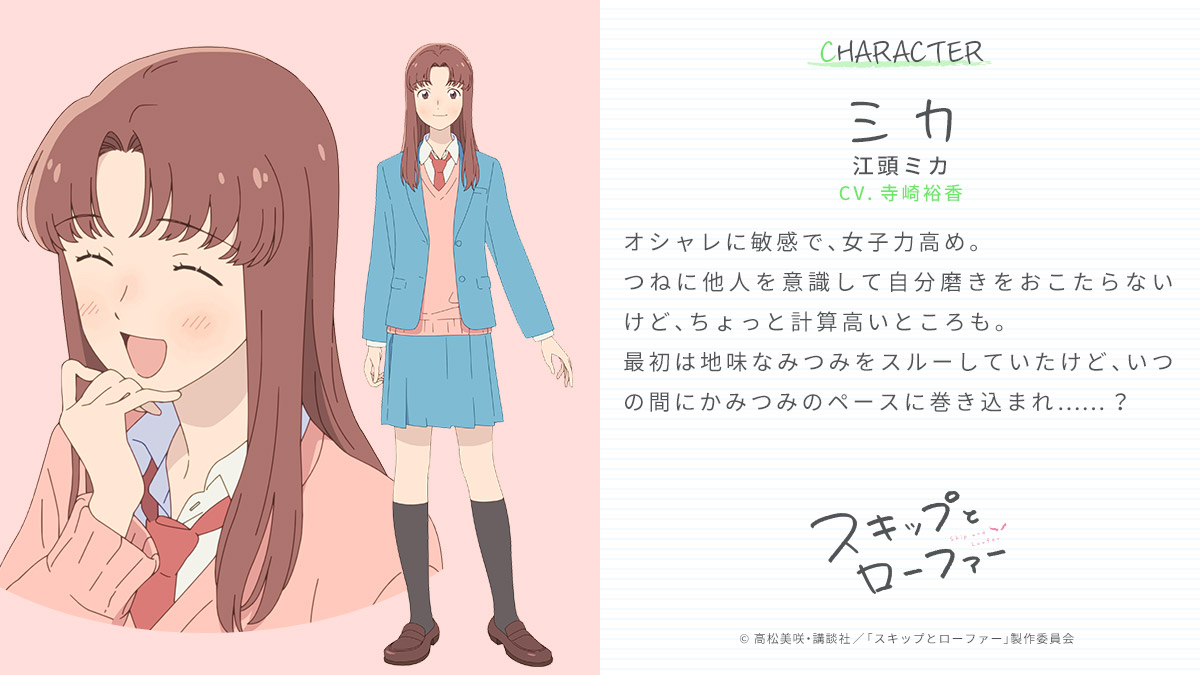 CHARACTER
ミカ
江頭ミカ
CV. 寺崎裕香
オシャレに敏感で、女子力高め。
つねに他人を意識して自分磨きをおこたらない
けど、ちょっと計算高いところも。
最初は地味なみつみをスルーしていたけど、いつ
の間にかみつみのペースに巻き込まれ……？
スキップと
Skip and
Loafer
ローファー
© 高松美咲・講談社／「スキップとローファー」製作委員会